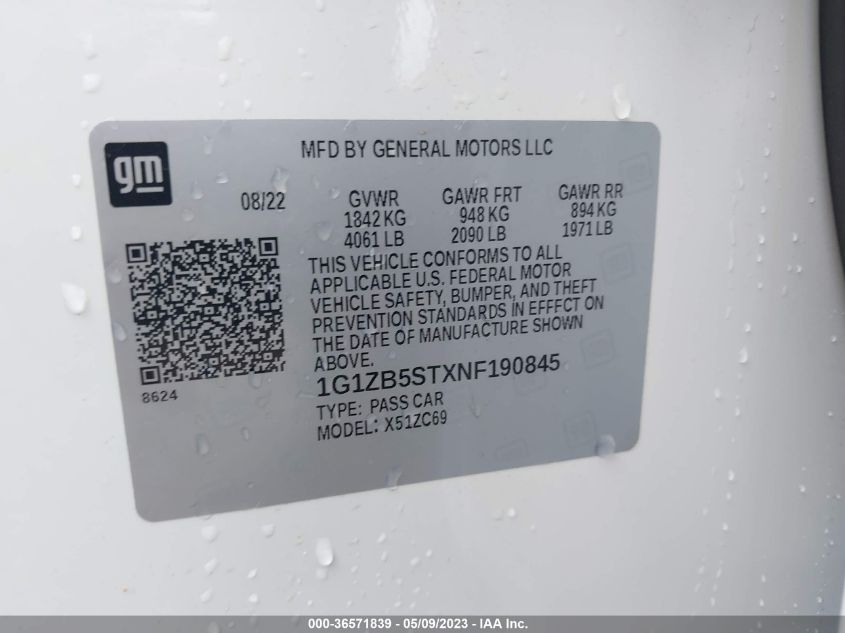 gm
MFD BY GENERAL MOTORS LLC
08/22
GVWR
1842 KG
4061 LB
GAWR FRT
948 KG
2090 LB
GAWR RR
894 KG
1971 LB
THIS VEHICLE CONFORMS TO ALL
APPLICABLE U.S. FEDERAL MOTOR
VEHICLE SAFETY, BUMPER, AND THEFT
PREVENTION STANDARDS IN EFFECT ON
THE DATE OF MANUFACTURE SHOWN
ABOVE.
8624
1G1ZB5STXNF190845
TYPE: PASS CAR
MODEL: X51ZC69
000-36571839 - 05/09/2023 - IAA Inc.